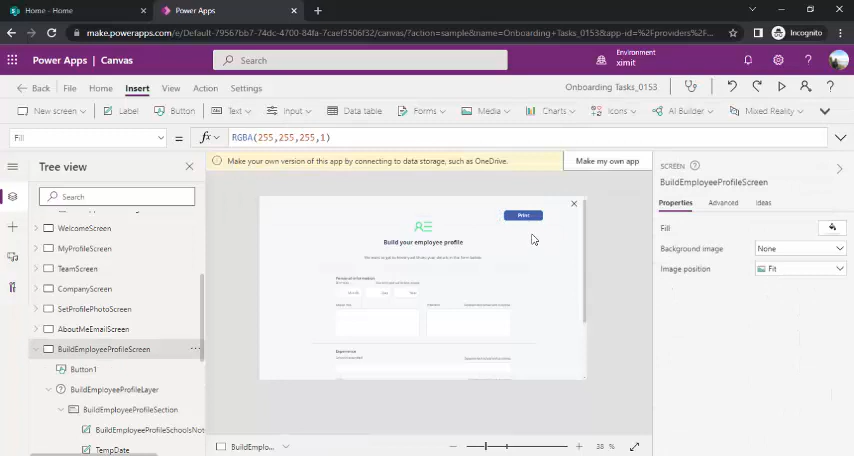 Home - Home
Power Apps
make.powerapps.com/e/Default-79567bb7-74dc-4700-8fa8-7caef3506f32/canvas/?action=sample&name=Onboarding+Tasks_0153&app-id=%2Fproviders%2F...
Incognito
Power Apps | Canvas
Search
Environment
ximit
Back
File
Home
Insert
View
Action
Settings
Onboarding Tasks_0153
New screen
Label
Button
Text
Input
Data table
Forms
Media
Charts
Icons
AI Builder
Mixed Reality
Fill
= fx
RGBA(255,255,255,1)
Tree view
Make your own version of this app by connecting to data storage, such as OneDrive.
Make my own app
SCREEN
BuildEmployeeProfileScreen
Search
Properties
Advanced
Ideas
WelcomeScreen
MyProfileScreen
TeamScreen
CompanyScreen
SetProfilePhotoScreen
AboutMeEmailScreen
BuildEmployeeProfileScreen
...
Button1
BuildEmployeeProfileLayer
BuildEmployeeProfileSection
BuildEmployeeProfileSchoolsNot
TempDate
Print
Build your employee profile
Personal information
Experience
Fill
Background image
None
Image position
Fit
BuildEmplo...
38 %